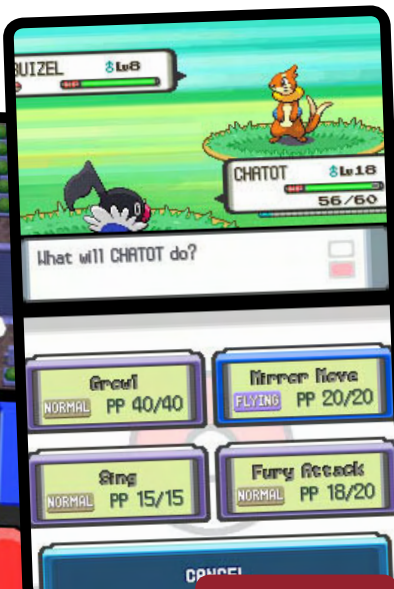 UIZEL ♂Lv8
CHATOT ♂Lv18
56/60
What will CHATOT do?
Growl
NORMAL PP 40/40
Mirror Move
FLYING PP 20/20
Sing
NORMAL PP 15/15
Fury Attack
NORMAL PP 18/20
CANCEL